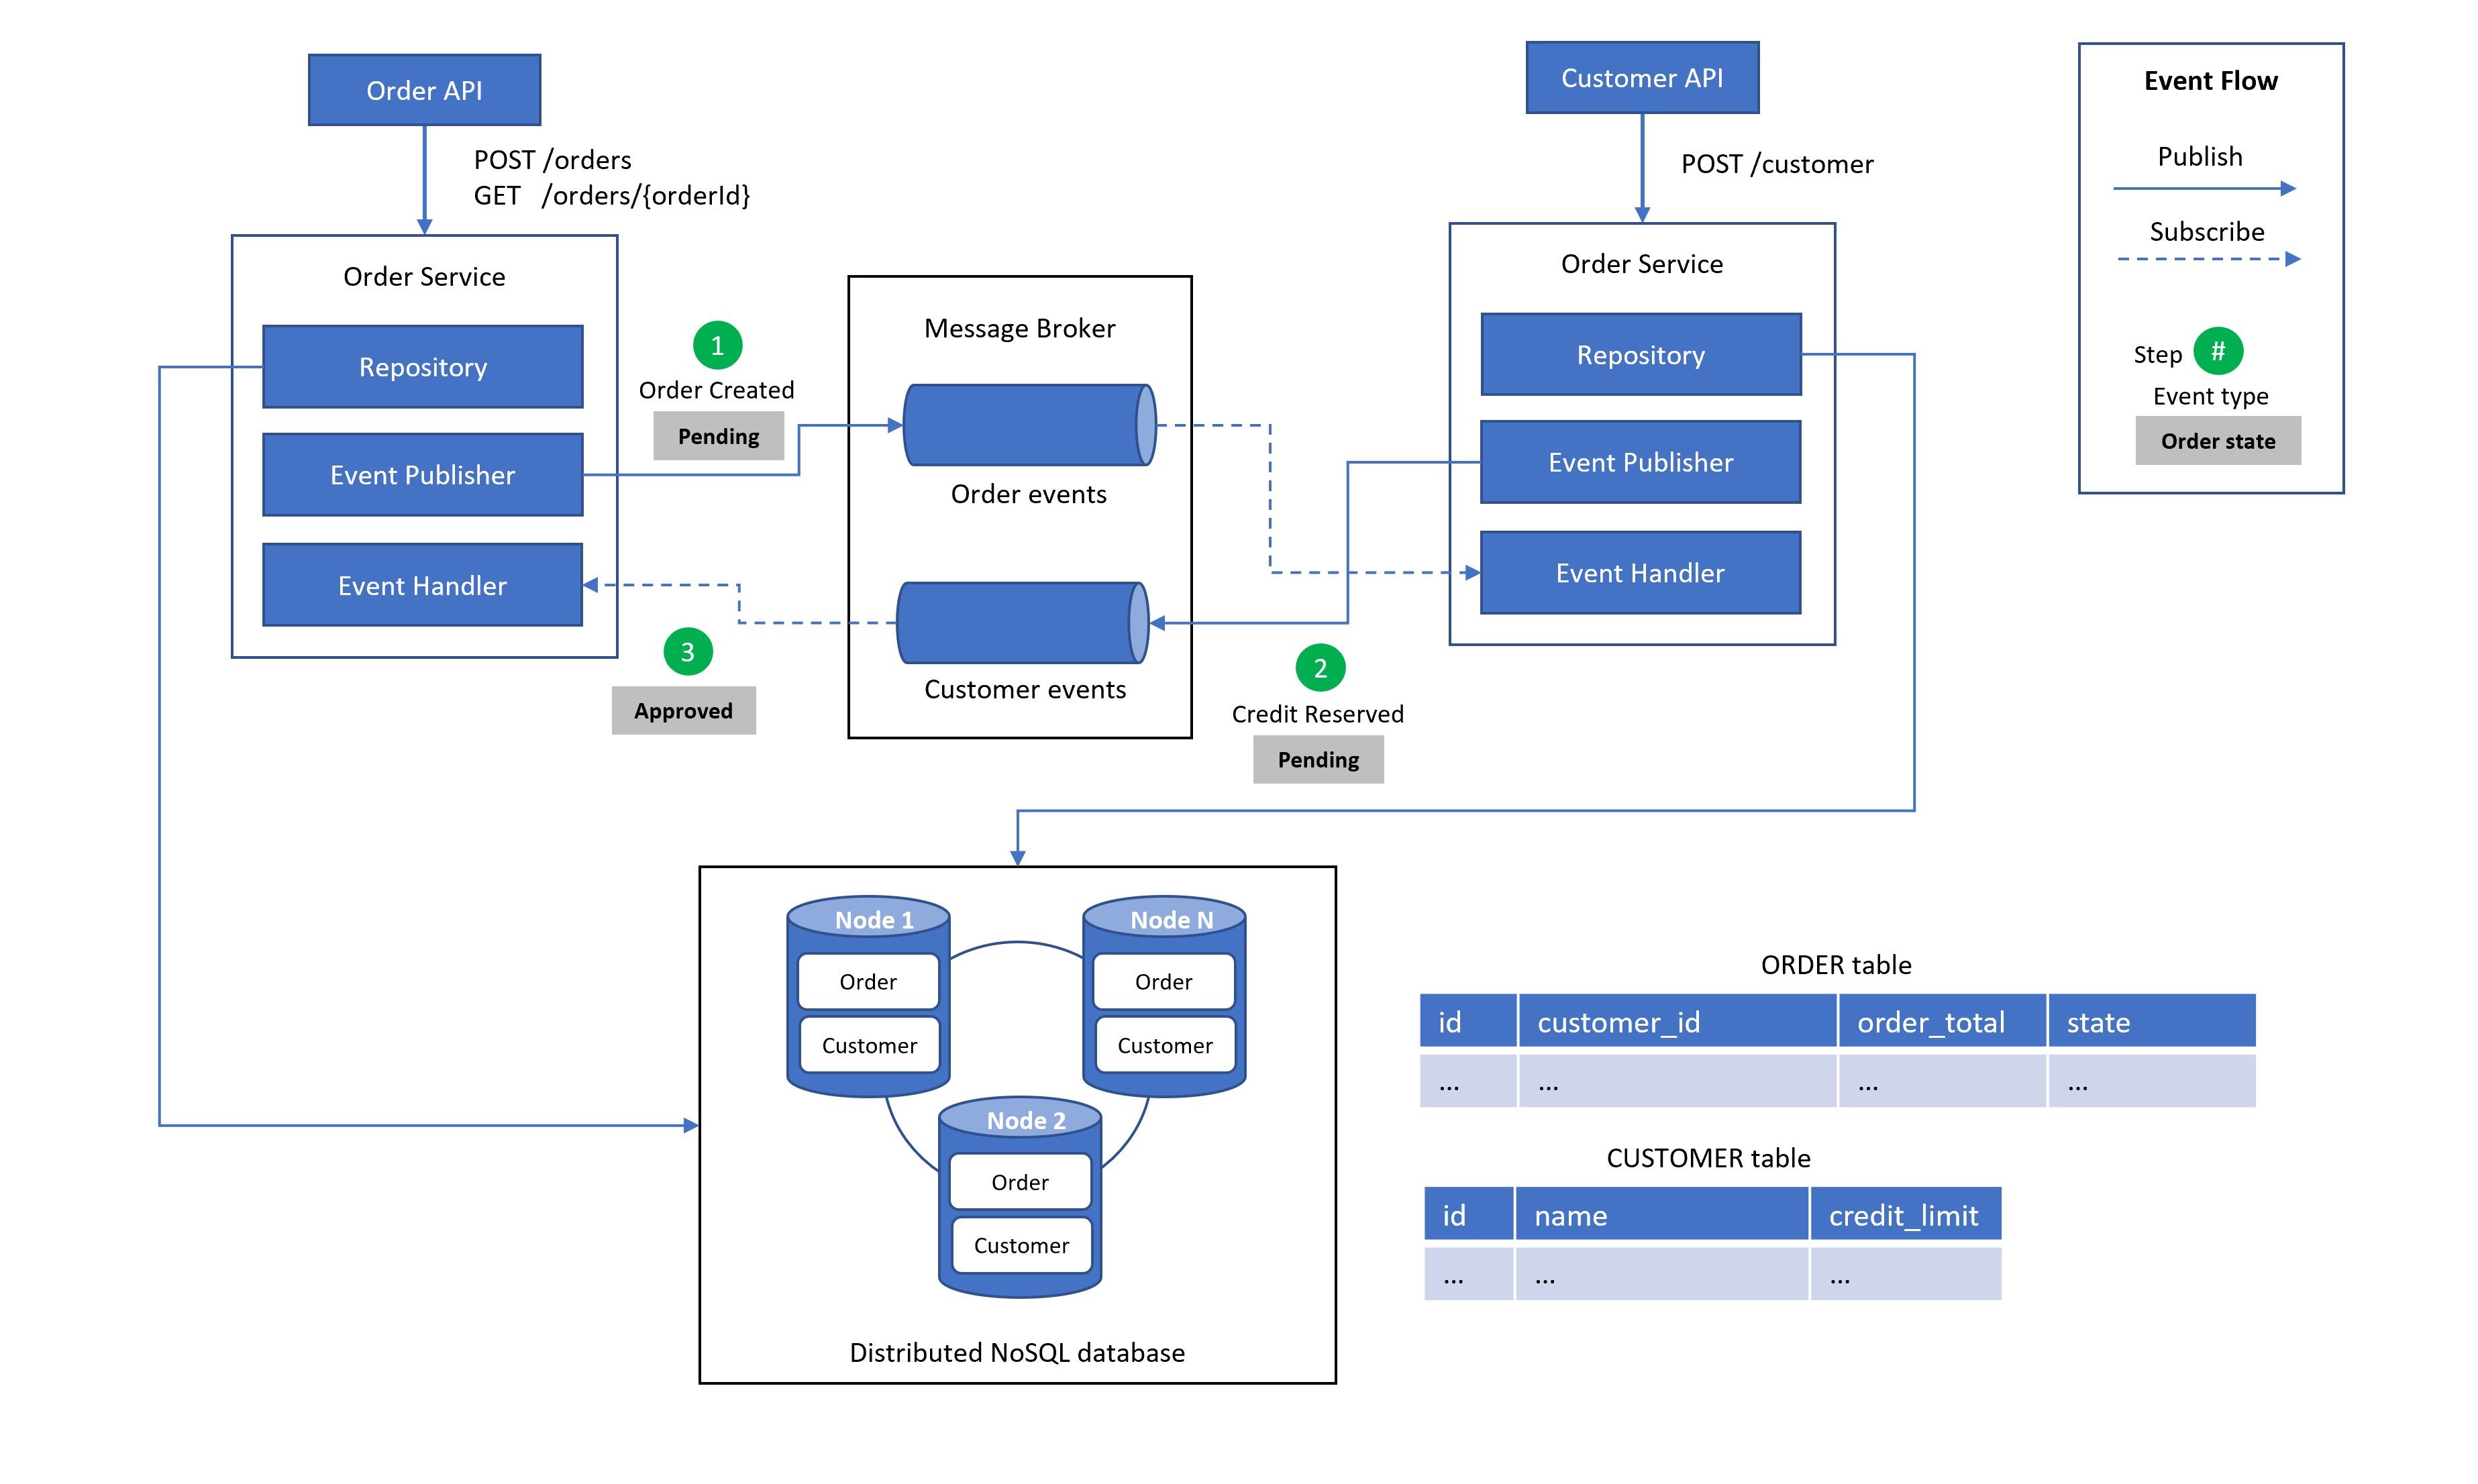 Order API
POST /orders
GET /orders/{orderId}
Order Service
Repository
Event Publisher
Event Handler
1
Order Created
Pending
3
Approved
Message Broker
Order events
Customer events
2
Credit Reserved
Pending
Customer API
POST /customer
Order Service
Repository
Event Publisher
Event Handler
Event Flow
Publish
Subscribe
Step #
Event type
Order state
Node 1
Order
Customer
Node N
Order
Customer
Node 2
Order
Customer
Distributed NoSQL database
ORDER table
id customer_id order_total state
... ... ... ...
CUSTOMER table
id name credit_limit
... ... ...